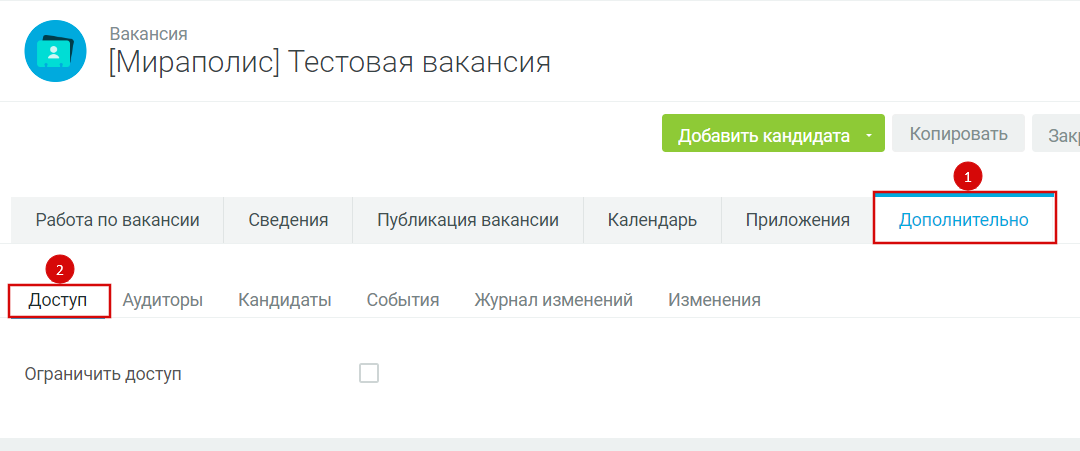 Вакансия
[Мираполис] Тестовая вакансия
Добавить кандидата Копировать Закр
1
Работа по вакансии Сведения Публикация вакансии Календарь Приложения Дополнительно
2
Доступ Аудиторы Кандидаты События Журнал изменений Изменения
Ограничить доступ